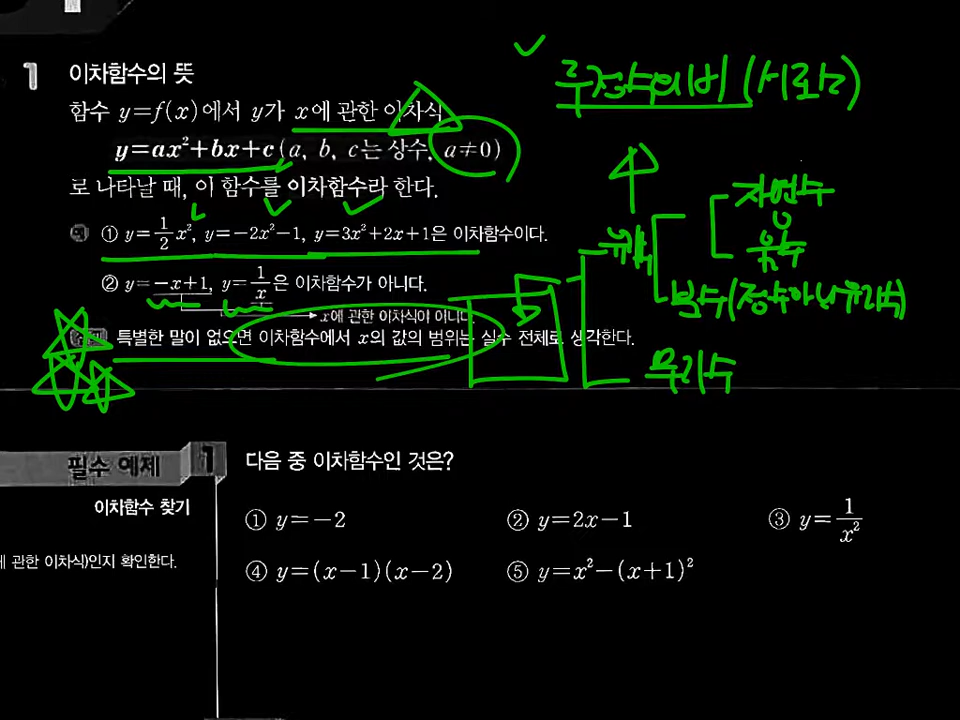 1 이차함수의 뜻
함수 y=f(x)에서 y가 x에 관한 이차식
y=ax²+bx+c(a, b, c는 상수, a≠0)
로 나타날 때, 이 함수를 이차함수라 한다.
① y=1/2x², y=-2x²-1, y=3x²+2x+1은 이차함수이다.
② y=-x+1, y=1/x은 이차함수가 아니다.
x에 관한 이차식이 아니다.
특별한 말이 없으면 이차함수에서 x의 값의 범위는 실수 전체로 생각한다.
두 정수의 비 (
자연수
0
음수
유리수
분수(정수아닌유리수)
무리수
필수 예제 1 다음 중 이차함수인 것은?
이차함수 찾기
관한 이차식)인지 확인한다.
① y=-2
② y=2x-1
③ y=1/x²
④ y=(x-1)(x-2)
⑤ y=x²-(x+1)²